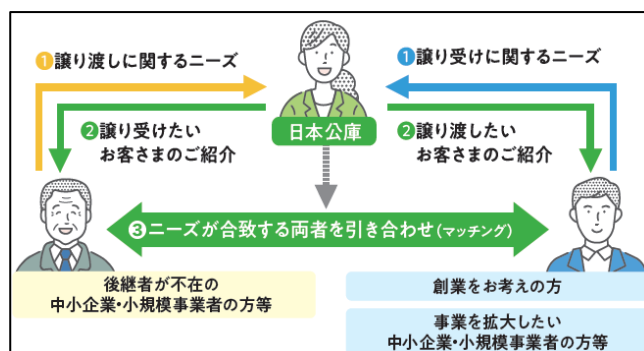 ❶譲り渡しに関するニーズ
❶譲り受けに関するニーズ
❷譲り受けたい
お客さまのご紹介
日本公庫
❷譲り渡したい
お客さまのご紹介
❸ニーズが合致する両者を引き合わせ(マッチング)
後継者が不在の
中小企業・小規模事業者の方等
創業をお考えの方
事業を拡大したい
中小企業・小規模事業者の方等